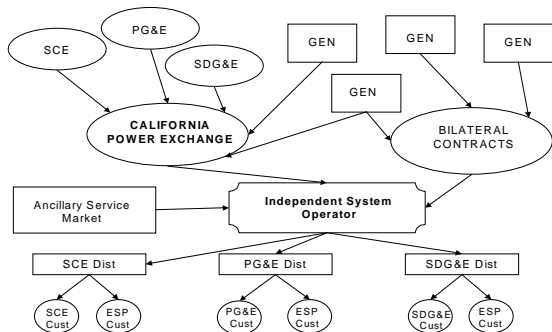 PG&E
SCE
SDG&E
GEN
GEN
GEN
GEN
CALIFORNIA
POWER EXCHANGE
BILATERAL
CONTRACTS
Ancillary Service
Market
Independent System
Operator
SCE Dist
PG&E Dist
SDG&E Dist
SCE
Cust
ESP
Cust
PG&E
Cust
ESP
Cust
SDG&E
Cust
ESP
Cust